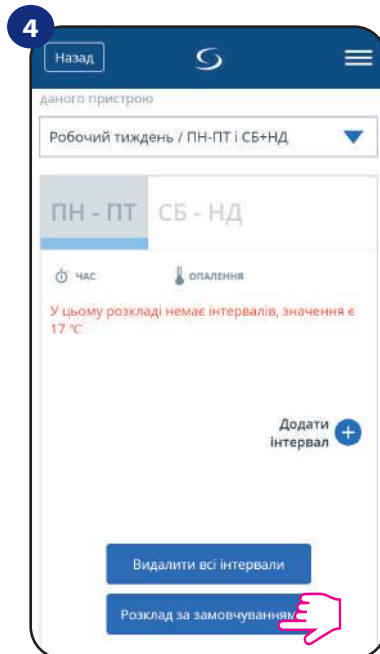 4
Назад
даного пристрою
Робочий тиждень / ПН-ПТ і СБ+НД
ПН - ПТ СБ - НД
ЧАС ОПАЛЕННЯ
У цьому розкладі немає інтервалів, значення є
17 °C
Додати
інтервал
Видалити всі інтервали
Розклад за замовчуванням